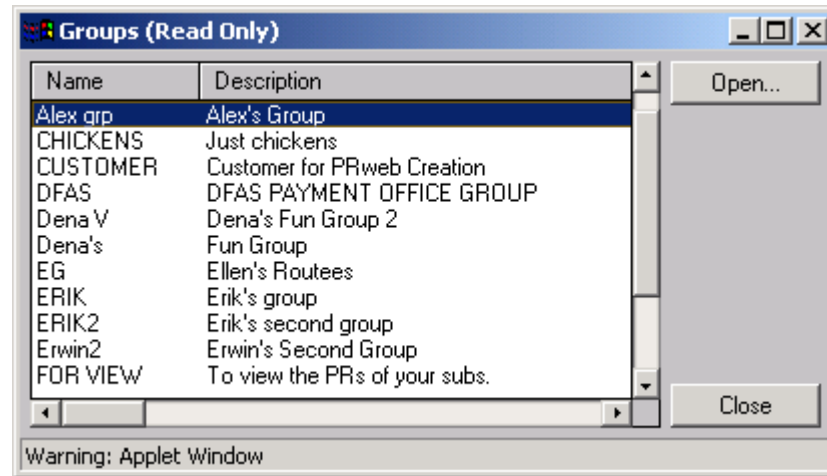 Groups (Read Only)
Name Description
Open...
Alex grp Alex's Group
CHICKENS Just chickens
CUSTOMER Customer for PRweb Creation
DFAS DFAS PAYMENT OFFICE GROUP
Dena V Dena's Fun Group 2
Dena's Fun Group
EG Ellen's Routees
ERIK Erik's group
ERIK2 Erik's second group
Erwin2 Erwin's Second Group
FOR VIEW To view the PRs of your subs.
Close
Warning: Applet Window